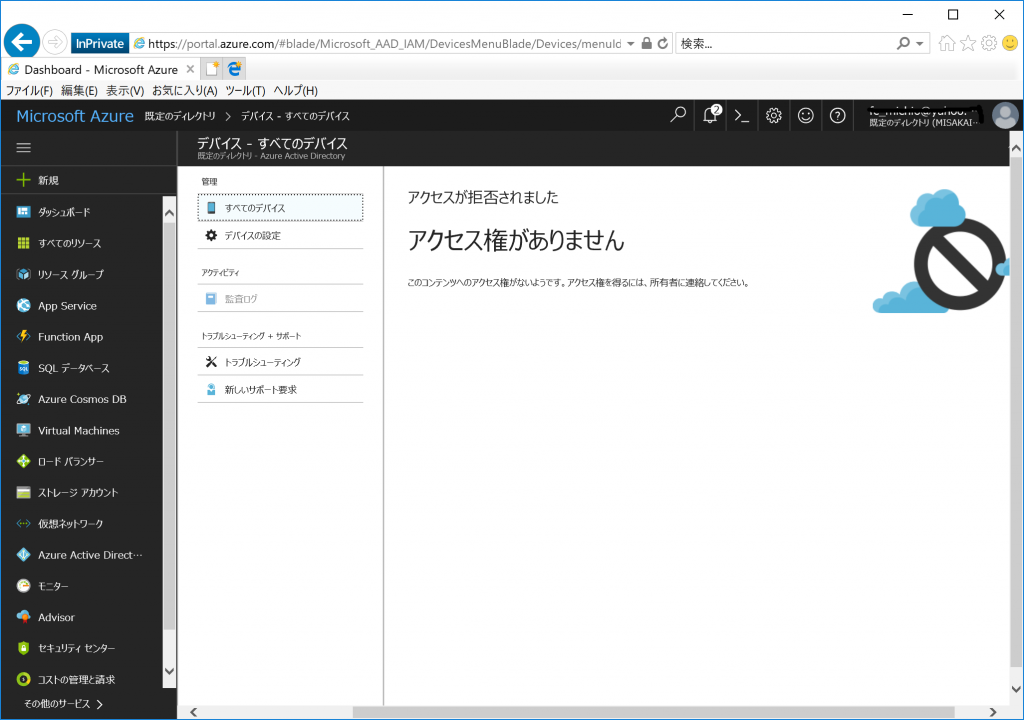 InPrivate
https://portal.azure.com/#blade/Microsoft_AAD_IAM/DevicesMenuBlade/Devices/menuId
検索...
Dashboard - Microsoft Azure
ファイル(F) 編集(E) 表示(V) お気に入り(A) ツール(T) ヘルプ(H)
Microsoft Azure 既定のディレクトリ > デバイス - すべてのデバイス
2
既定のディレクトリ (MISAKAI…
デバイス - すべてのデバイス
既定のディレクトリ - Azure Active Directory
新規
ダッシュボード
すべてのリソース
リソース グループ
App Service
Function App
SQL データベース
Azure Cosmos DB
Virtual Machines
ロード バランサー
ストレージ アカウント
仮想ネットワーク
Azure Active Direct…
モニター
Advisor
セキュリティ センター
コストの管理と請求
その他のサービス >
管理
すべてのデバイス
デバイスの設定
アクティビティ
監査ログ
トラブルシューティング + サポート
トラブルシューティング
新しいサポート要求
アクセスが拒否されました
アクセス権がありません
このコンテンツへのアクセス権がないようです。アクセス権を得るには、所有者に連絡してください。